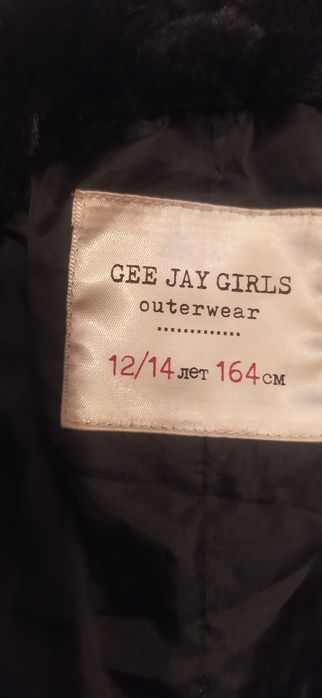 GEE JAY GIRLS
outerwear
.............
12/14 лет 164 см